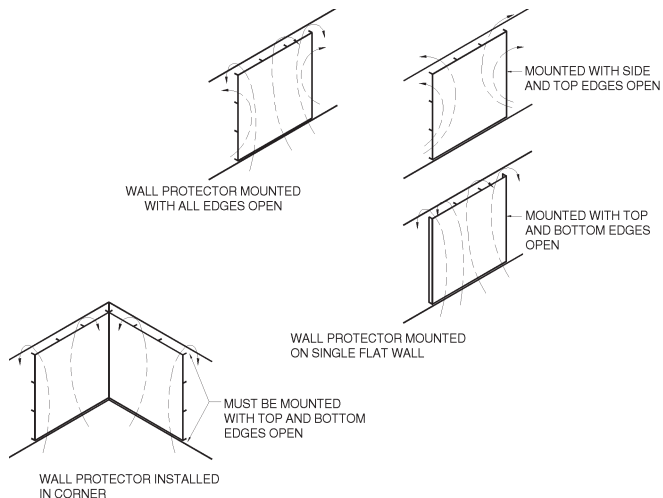 WALL PROTECTOR MOUNTED
WITH ALL EDGES OPEN
MOUNTED WITH SIDE
AND TOP EDGES OPEN
MOUNTED WITH TOP
AND BOTTOM EDGES
OPEN
WALL PROTECTOR MOUNTED
ON SINGLE FLAT WALL
MUST BE MOUNTED
WITH TOP AND BOTTOM
EDGES OPEN
WALL PROTECTOR INSTALLED
IN CORNER